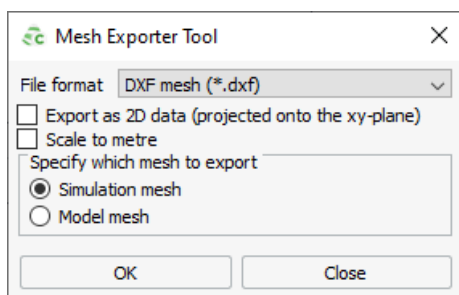 Mesh Exporter Tool
File format DXF mesh (*.dxf)
Export as 2D data (projected onto the xy-plane)
Scale to metre
Specify which mesh to export
Simulation mesh
Model mesh
OK Close